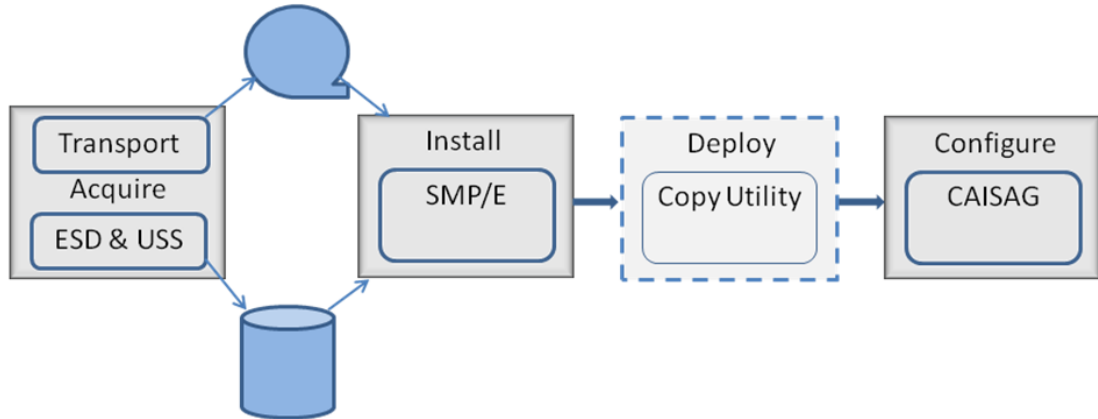 Transport
Acquire
ESD & USS
Install
SMP/E
Deploy
Copy Utility
Configure
CAISAG